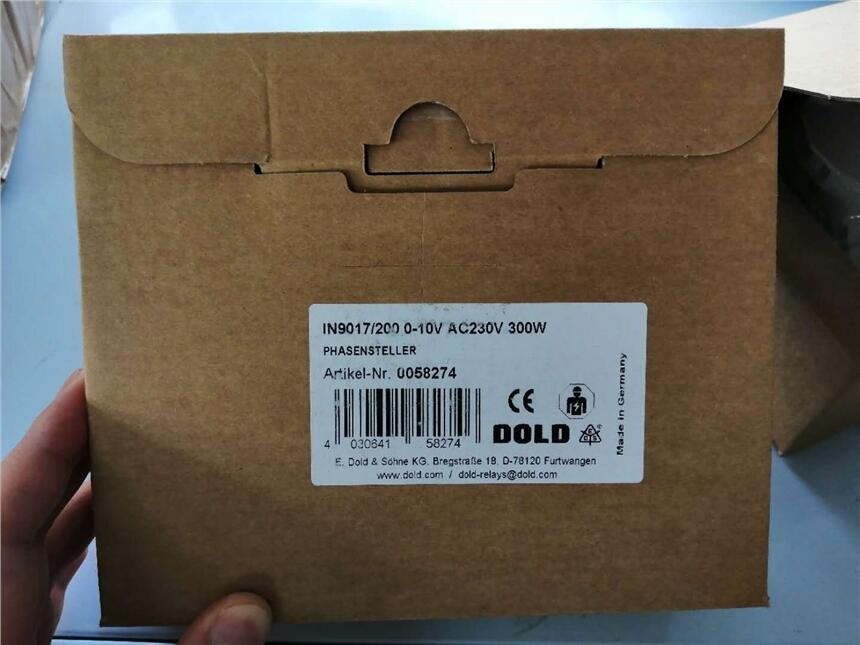 IN9017/200 0-10V AC230V 300W
PHASENSTELLER
Artikel-Nr. 0058274
4 030641 58274
CE
DOLD
E. Dold & Söhne KG. Bregstraße 18, D-78120 Furtwangen
www.dold.com / dold-relays@dold.com
Made in Germany